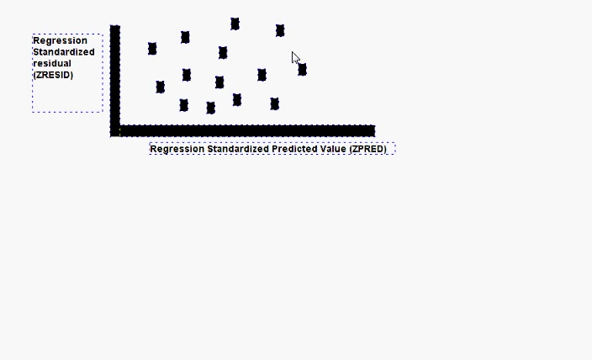 Regression
Standardized
residual
(ZRESID)
Regression Standardized Predicted Value (ZPRED)